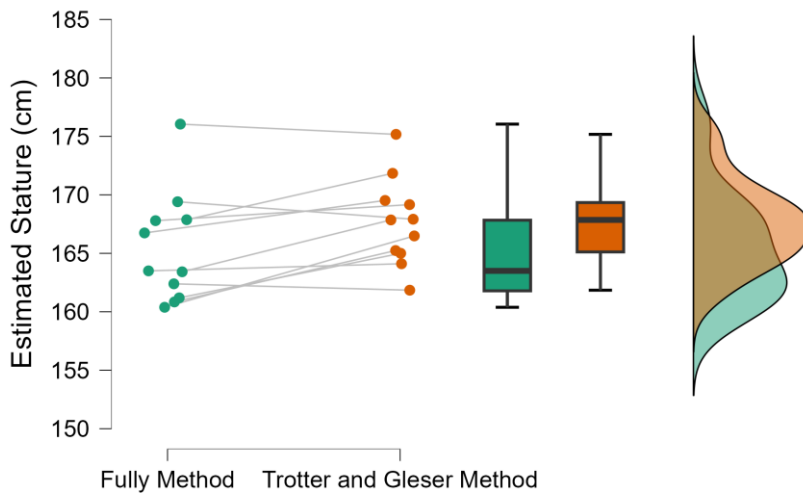 Estimated Stature (cm)
185
180
175
170
165
160
155
150
Fully Method
Trotter and Gleser Method